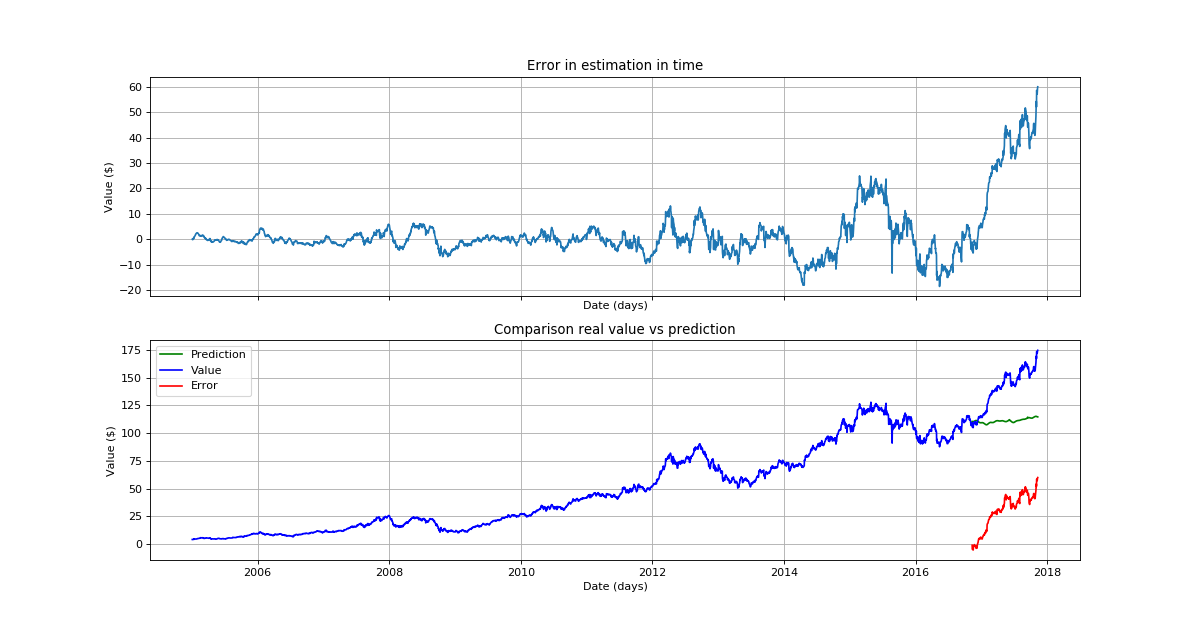 Error in estimation in time
60
50
40
30
20
10
0
−10
−20
Value ($)
Date (days)
Comparison real value vs prediction
175
150
125
100
75
50
25
0
Value ($)
Prediction
Value
Error
2006 2008 2010 2012 2014 2016 2018
Date (days)